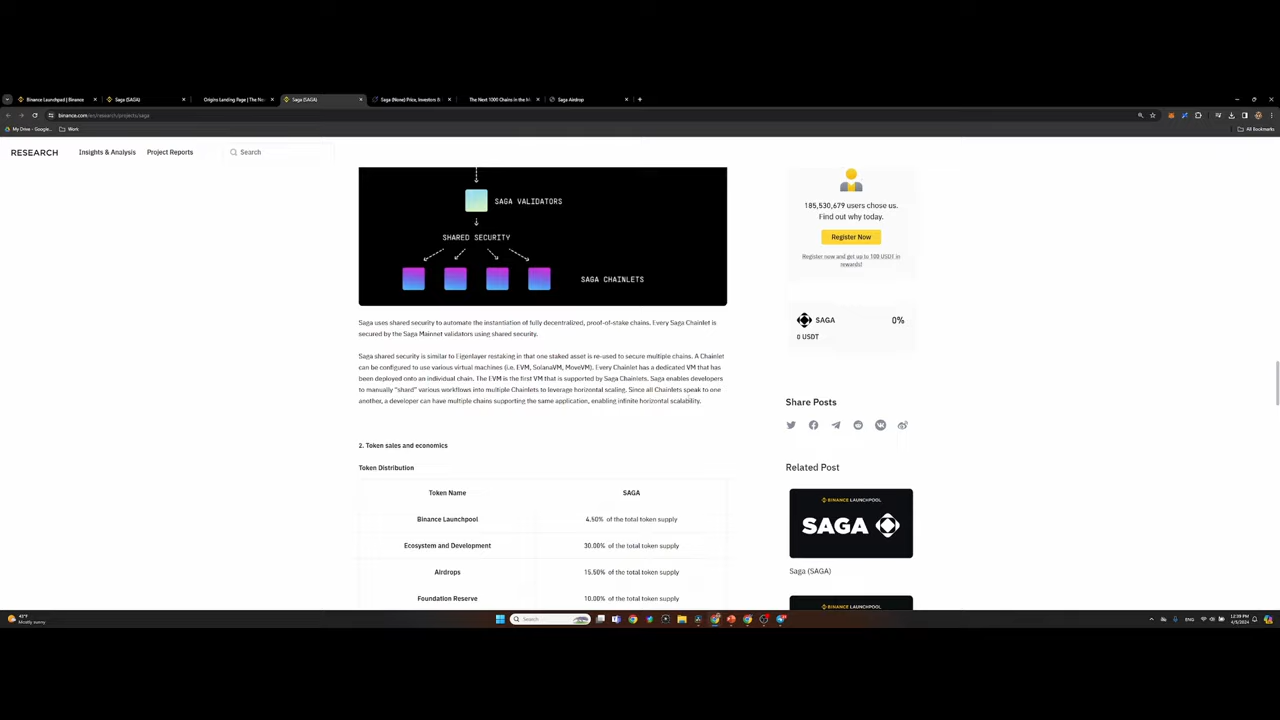 Binance Launchpad | Binance
Saga (SAGA)
Origins Landing Page | The Ne
Saga (SAGA)
Saga (None) Price, Investors &
The Next 1000 Chains in the
Saga Airdrop
binance.com/en/research/projects/saga
My Drive - Google...
Work
All Bookmarks
RESEARCH
Insights & Analysis
Project Reports
Search
SAGA VALIDATORS
SHARED SECURITY
SAGA CHAINLETS
Saga uses shared security to automate the instantiation of fully decentralized, proof-of-stake chains. Every Saga Chainlet is
secured by the Saga Mainnet validators using shared security.
Saga shared security is similar to Eigenlayer restaking in that one staked asset is re-used to secure multiple chains. A Chainlet
can be configured to use various virtual machines (i.e. EVM, SolanaVM, MoveVM). Every Chainlet has a dedicated VM that has
been deployed onto an individual chain. The EVM is the first VM that is supported by Saga Chainlets. Saga enables developers
to manually "shard" various workflows into multiple Chainlets to leverage horizontal scaling. Since all Chainlets speak to one
another, a developer can have multiple chains supporting the same application, enabling infinite horizontal scalability.
2. Token sales and economics
Token Distribution
Token Name SAGA
Binance Launchpool 4.50% of the total token supply
Ecosystem and Development 30.00% of the total token supply
Airdrops 15.50% of the total token supply
Foundation Reserve 10.00% of the total token supply
185,530,679 users chose us.
Find out why today.
Register Now
Register now and get up to 100 USDT in
rewards!
SAGA 0%
0 USDT
Share Posts
Related Post
BINANCE LAUNCHPOOL
SAGA
Saga (SAGA)
BINANCE LAUNCHPOOL
Mostly sunny
Search
ENG
12:39 PM
4/5/2024